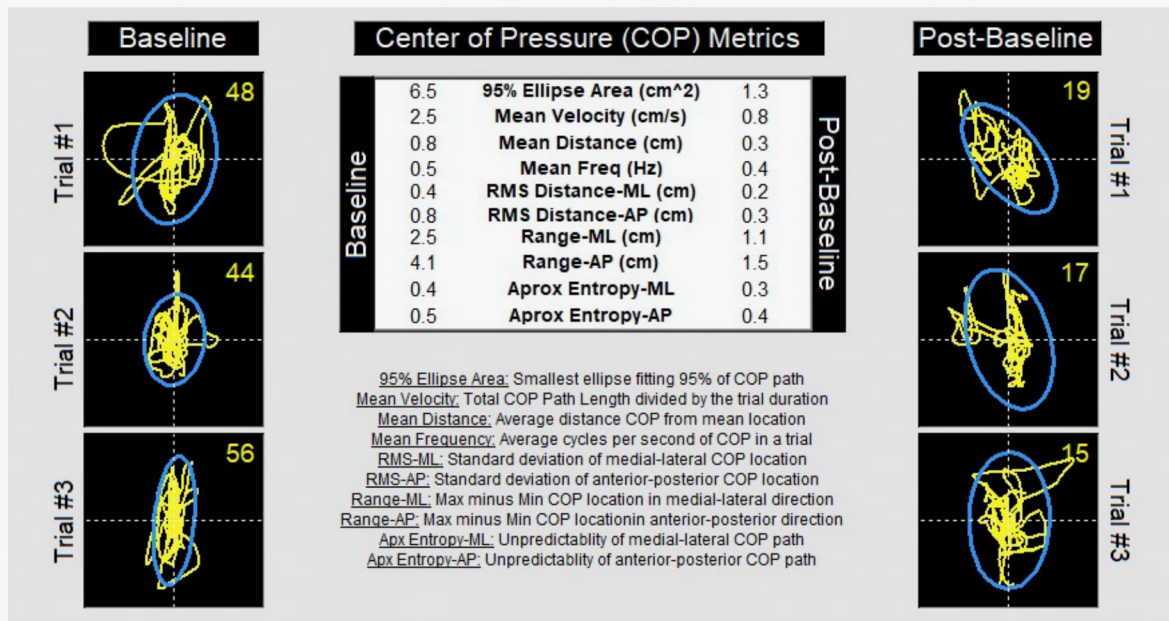 Baseline
Center of Pressure (COP) Metrics
Post-Baseline
Trial #1
48
Trial #2
44
Trial #3
56
Baseline
6.5 95% Ellipse Area (cm^2) 1.3
2.5 Mean Velocity (cm/s) 0.8
0.8 Mean Distance (cm) 0.3
0.5 Mean Freq (Hz) 0.4
0.4 RMS Distance-ML (cm) 0.2
0.8 RMS Distance-AP (cm) 0.3
2.5 Range-ML (cm) 1.1
4.1 Range-AP (cm) 1.5
0.4 Aprox Entropy-ML 0.3
0.5 Aprox Entropy-AP 0.4
Post-Baseline
95% Ellipse Area: Smallest ellipse fitting 95% of COP path
Mean Velocity: Total COP Path Length divided by the trial duration
Mean Distance: Average distance COP from mean location
Mean Frequency: Average cycles per second of COP in a trial
RMS-ML: Standard deviation of medial-lateral COP location
RMS-AP: Standard deviation of anterior-posterior COP location
Range-ML: Max minus Min COP location in medial-lateral direction
Range-AP: Max minus Min COP locationin anterior-posterior direction
Apx Entropy-ML: Unpredictablity of medial-lateral COP path
Apx Entropy-AP: Unpredictablity of anterior-posterior COP path
19
Trial #1
17
Trial #2
15
Trial #3